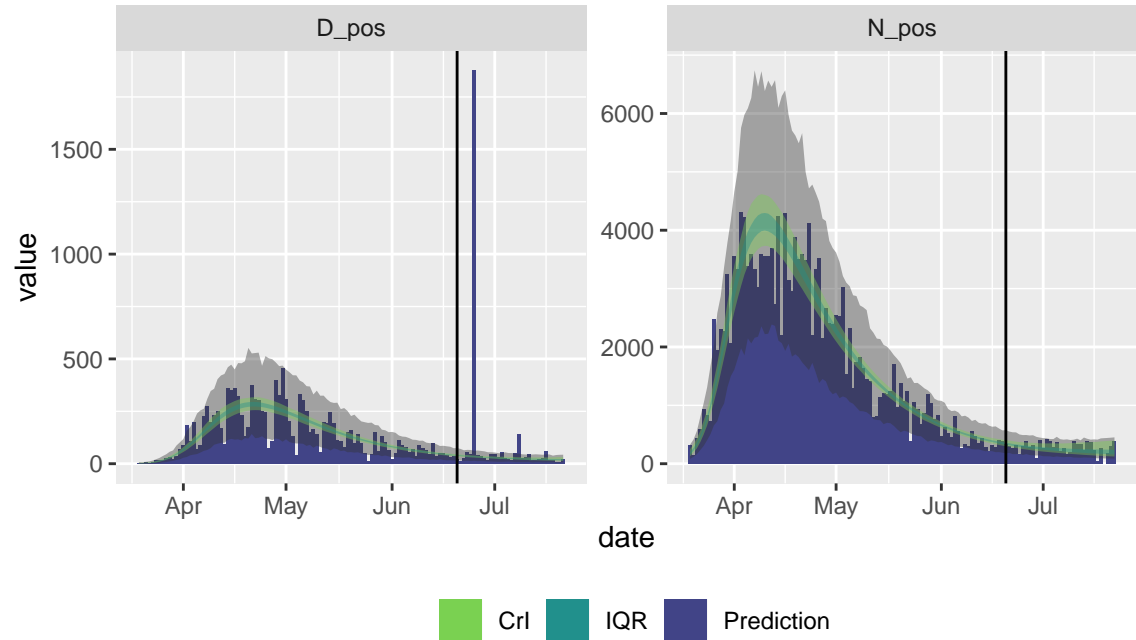 D_pos
N_pos
value
1500
1000
500
0
6000
4000
2000
0
Apr May Jun Jul
Apr May Jun Jul
date
CrI IQR Prediction